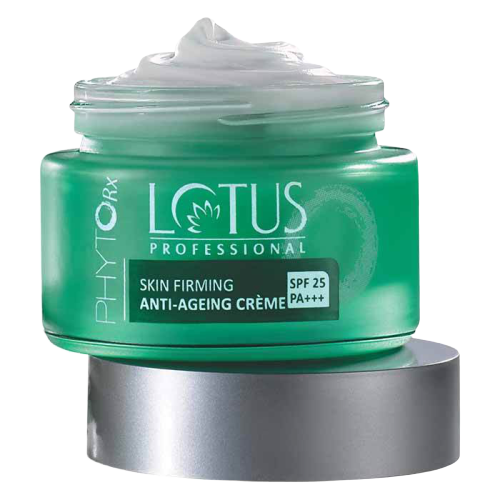 PHYTORX
LOTUS
PROFESSIONAL
SKIN FIRMING
ANTI-AGEING CRÈME
SPF 25
PA+++